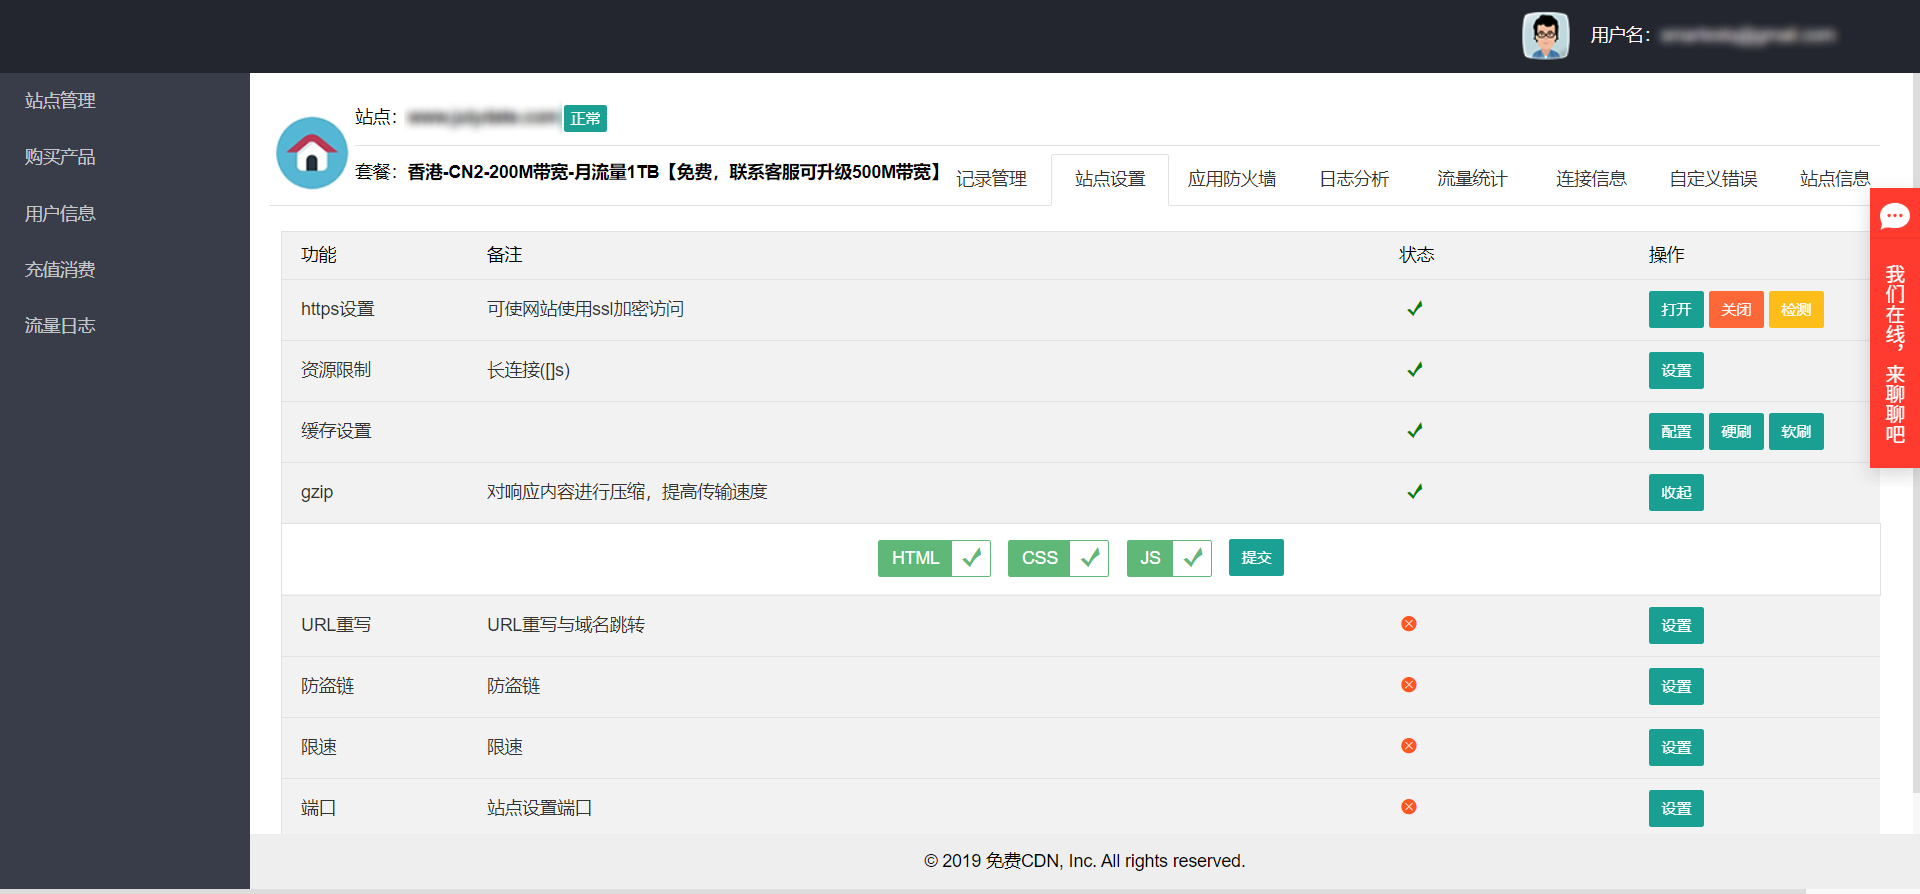 用户名：
站点管理
购买产品
用户信息
充值消费
流量日志
站点： 正常
套餐：香港-CN2-200M带宽-月流量1TB【免费，联系客服可升级500M带宽】
记录管理 站点设置 应用防火墙 日志分析 流量统计 连接信息 自定义错误 站点信息
功能 备注 状态 操作
https设置 可使网站使用ssl加密访问 打开 关闭 检测
资源限制 长连接([]s) 设置
缓存设置 配置 硬刷 软刷
gzip 对响应内容进行压缩，提高传输速度 收起
HTML CSS JS 提交
URL重写 URL重写与域名跳转 设置
防盗链 防盗链 设置
限速 限速 设置
端口 站点设置端口 设置
我们在线，来聊聊吧
© 2019 免费CDN, Inc. All rights reserved.